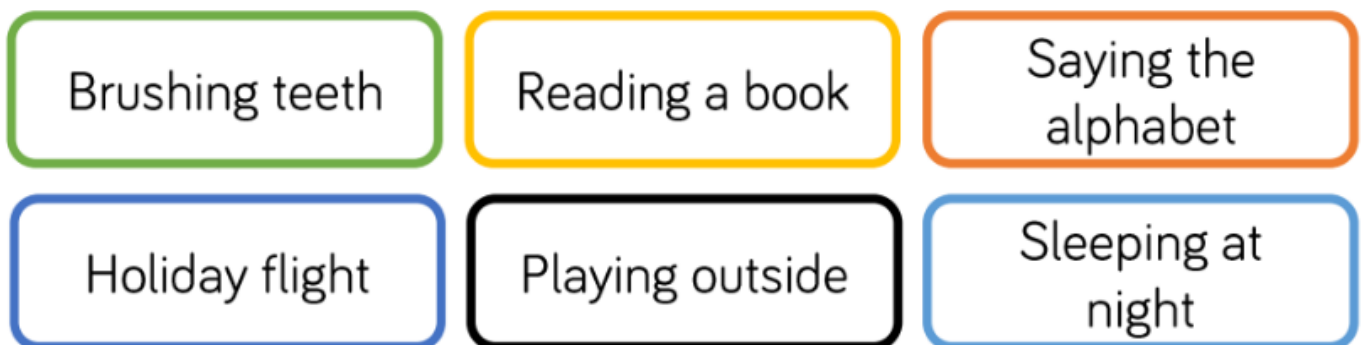 Brushing teeth
Reading a book
Saying the
alphabet
Holiday flight
Playing outside
Sleeping at
night